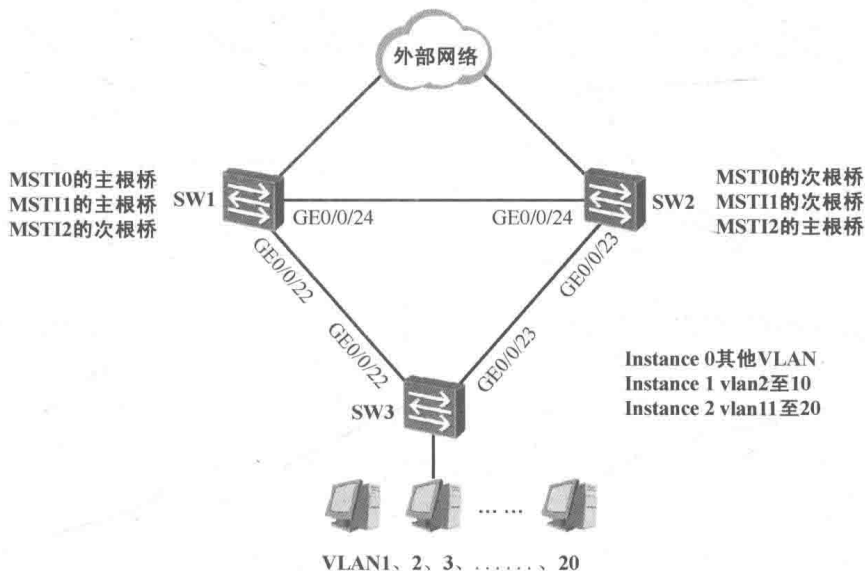 外部网络
MSTI0的主根桥
MSTI1的主根桥
MSTI2的次根桥
SW1
GE0/0/24
GE0/0/24
SW2
MSTI0的次根桥
MSTI1的次根桥
MSTI2的主根桥
GE0/0/22
GE0/0/23
GE0/0/22
GE0/0/23
SW3
Instance 0其他VLAN
Instance 1 vlan2至10
Instance 2 vlan11至20
... ...
VLAN1、2、3、......、20